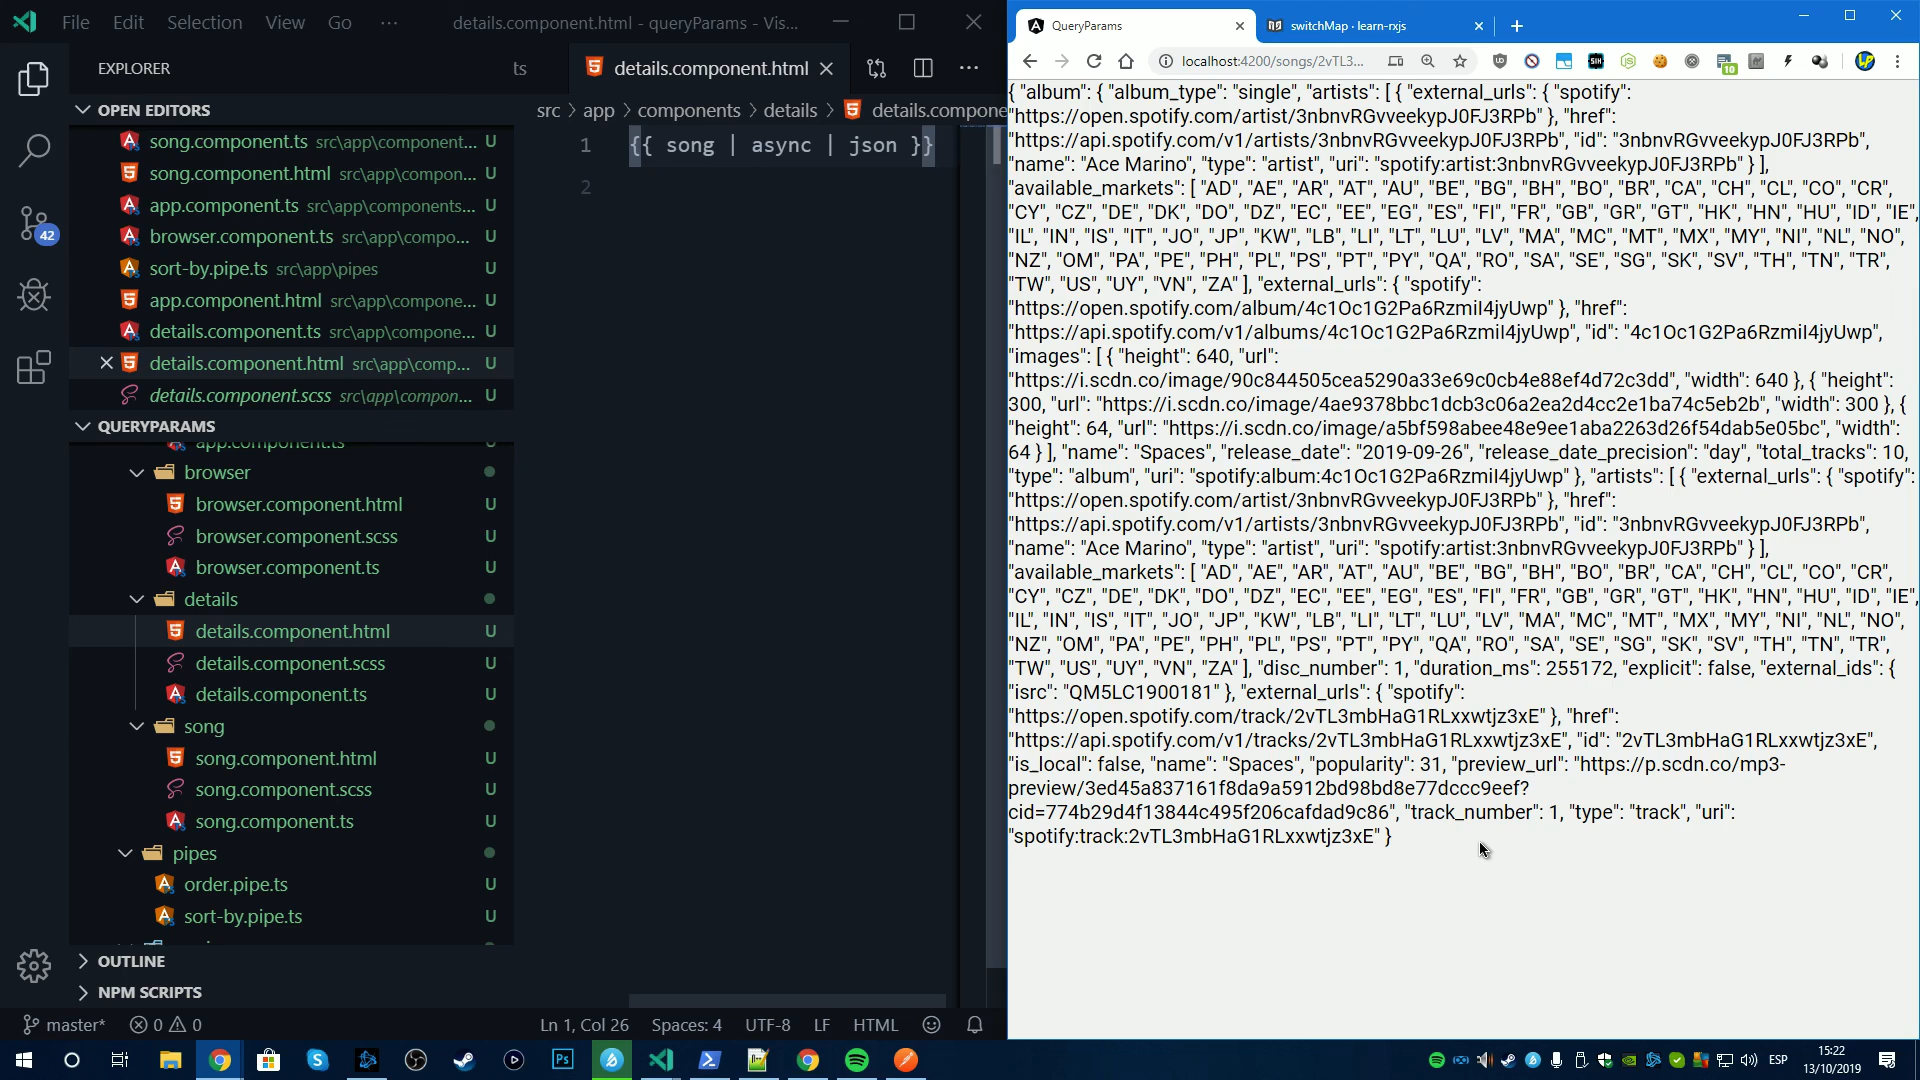 File Edit Selection View Go ··· details.component.html - queryParams - Vis...
EXPLORER
OPEN EDITORS
song.component.ts src\app\component... U
song.component.html src\app\compon... U
app.component.ts src\app\components... U
browser.component.ts src\app\compo... U
sort-by.pipe.ts src\app\pipes U
app.component.html src\app\compone... U
details.component.ts src\app\compone... U
details.component.html src\app\comp... U
details.component.scss src\app\compon... U
QUERYPARAMS
app.component.ts U
browser
browser.component.html U
browser.component.scss U
browser.component.ts U
details
details.component.html U
details.component.scss U
details.component.ts U
song
song.component.html U
song.component.scss U
song.component.ts U
pipes
order.pipe.ts U
sort-by.pipe.ts U
OUTLINE
NPM SCRIPTS
42
ts details.component.html
src > app > components > details > details.compone
1 {{ song | async | json }}
2
master* 0 0 Ln 1, Col 26 Spaces: 4 UTF-8 LF HTML
QueryParams switchMap · learn-rxjs
localhost:4200/songs/2vTL3...
10
{ "album": { "album_type": "single", "artists": [ { "external_urls": { "spotify":
"https://open.spotify.com/artist/3nbnvRGvveekypJ0FJ3RPb" }, "href":
"https://api.spotify.com/v1/artists/3nbnvRGvveekypJ0FJ3RPb", "id": "3nbnvRGvveekypJ0FJ3RPb",
"name": "Ace Marino", "type": "artist", "uri": "spotify:artist:3nbnvRGvveekypJ0FJ3RPb" } ],
"available_markets": [ "AD", "AE", "AR", "AT", "AU", "BE", "BG", "BH", "BO", "BR", "CA", "CH", "CL", "CO", "CR",
"CY", "CZ", "DE", "DK", "DO", "DZ", "EC", "EE", "EG", "ES", "FI", "FR", "GB", "GR", "GT", "HK", "HN", "HU", "ID", "IE",
"IL", "IN", "IS", "IT", "JO", "JP", "KW", "LB", "LI", "LT", "LU", "LV", "MA", "MC", "MT", "MX", "MY", "NI", "NL", "NO",
"NZ", "OM", "PA", "PE", "PH", "PL", "PS", "PT", "PY", "QA", "RO", "SA", "SE", "SG", "SK", "SV", "TH", "TN", "TR",
"TW", "US", "UY", "VN", "ZA" ], "external_urls": { "spotify":
"https://open.spotify.com/album/4c1Oc1G2Pa6RzmiI4jyUwp" }, "href":
"https://api.spotify.com/v1/albums/4c1Oc1G2Pa6RzmiI4jyUwp", "id": "4c1Oc1G2Pa6RzmiI4jyUwp",
"images": [ { "height": 640, "url":
"https://i.scdn.co/image/90c844505cea5290a33e69c0cb4e88ef4d72c3dd", "width": 640 }, { "height":
300, "url": "https://i.scdn.co/image/4ae9378bbc1dcb3c06a2ea2d4cc2e1ba74c5eb2b", "width": 300 }, {
"height": 64, "url": "https://i.scdn.co/image/a5bf598abee48e9ee1aba2263d26f54dab5e05bc", "width":
64 } ], "name": "Spaces", "release_date": "2019-09-26", "release_date_precision": "day", "total_tracks": 10,
"type": "album", "uri": "spotify:album:4c1Oc1G2Pa6RzmiI4jyUwp" }, "artists": [ { "external_urls": { "spotify":
"https://open.spotify.com/artist/3nbnvRGvveekypJ0FJ3RPb" }, "href":
"https://api.spotify.com/v1/artists/3nbnvRGvveekypJ0FJ3RPb", "id": "3nbnvRGvveekypJ0FJ3RPb",
"name": "Ace Marino", "type": "artist", "uri": "spotify:artist:3nbnvRGvveekypJ0FJ3RPb" } ],
"available_markets": [ "AD", "AE", "AR", "AT", "AU", "BE", "BG", "BH", "BO", "BR", "CA", "CH", "CL", "CO", "CR",
"CY", "CZ", "DE", "DK", "DO", "DZ", "EC", "EE", "EG", "ES", "FI", "FR", "GB", "GR", "GT", "HK", "HN", "HU", "ID", "IE",
"IL", "IN", "IS", "IT", "JO", "JP", "KW", "LB", "LI", "LT", "LU", "LV", "MA", "MC", "MT", "MX", "MY", "NI", "NL", "NO",
"NZ", "OM", "PA", "PE", "PH", "PL", "PS", "PT", "PY", "QA", "RO", "SA", "SE", "SG", "SK", "SV", "TH", "TN", "TR",
"TW", "US", "UY", "VN", "ZA" ], "disc_number": 1, "duration_ms": 255172, "explicit": false, "external_ids": {
"isrc": "QM5LC1900181" }, "external_urls": { "spotify":
"https://open.spotify.com/track/2vTL3mbHaG1RLxxwtjz3xE" }, "href":
"https://api.spotify.com/v1/tracks/2vTL3mbHaG1RLxxwtjz3xE", "id": "2vTL3mbHaG1RLxxwtjz3xE",
"is_local": false, "name": "Spaces", "popularity": 31, "preview_url": "https://p.scdn.co/mp3-
preview/3ed45a837161f8da9a5912bd98bd8e77dccc9eef?
cid=774b29d4f13844c495f206cafdad9c86", "track_number": 1, "type": "track", "uri":
"spotify:track:2vTL3mbHaG1RLxxwtjz3xE" }
Ps
ESP
15:22
13/10/2019